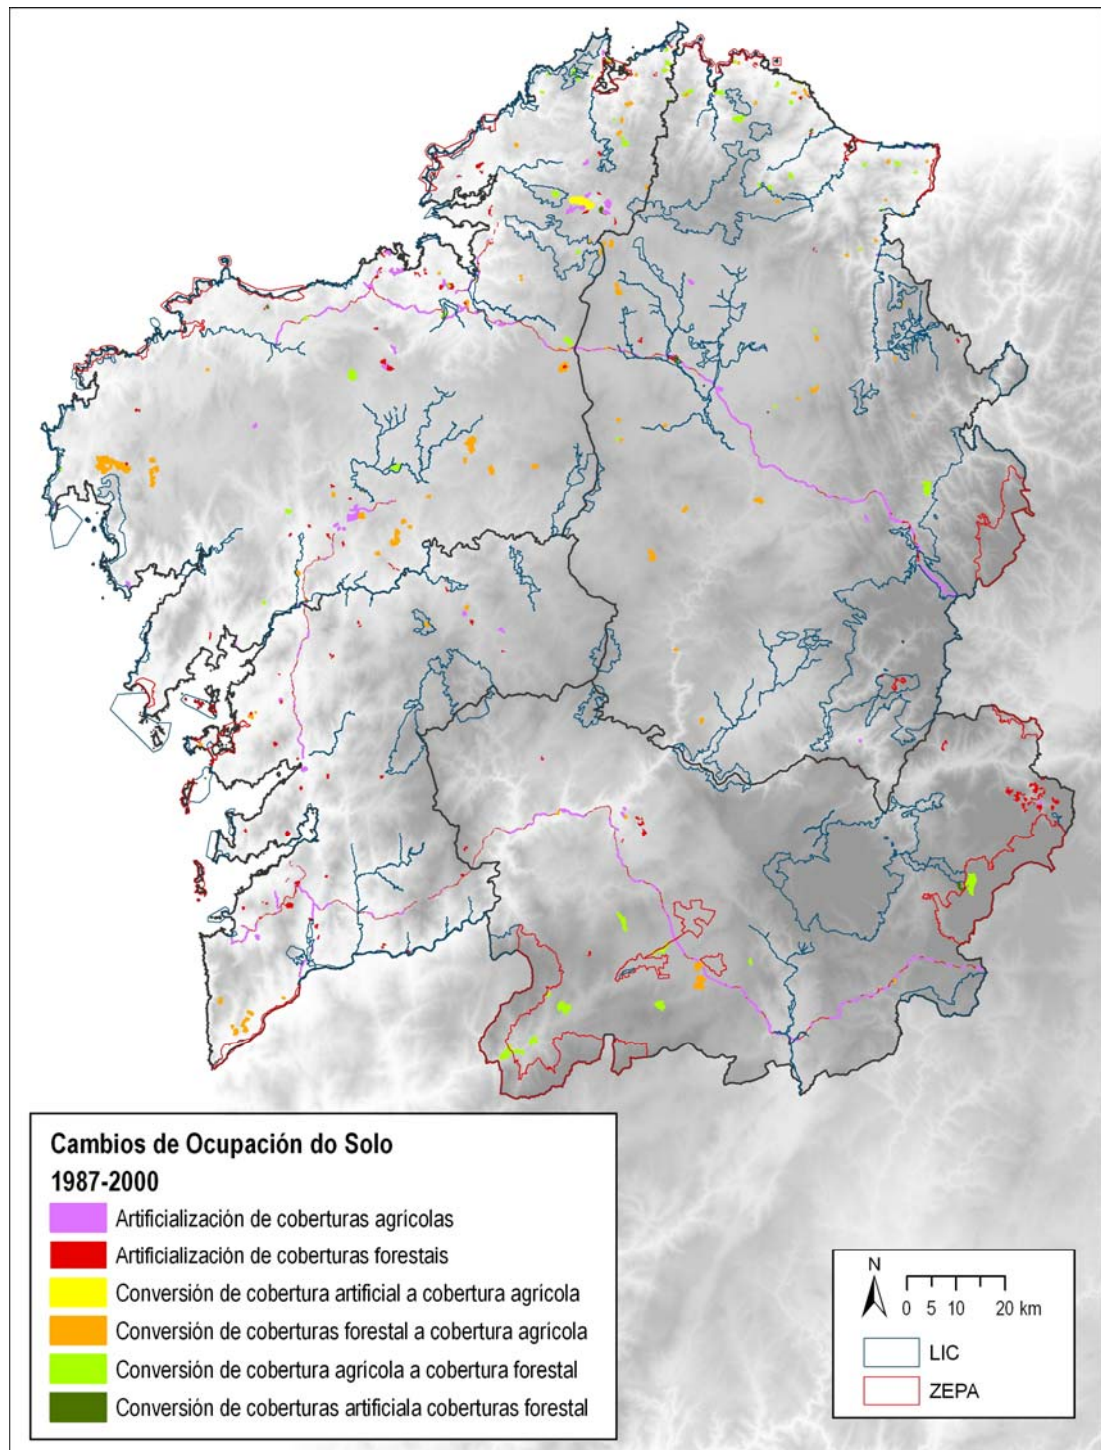 Cambios de Ocupación do Solo
1987-2000
Artificialización de coberturas agrícolas
Artificialización de coberturas forestais
Conversión de cobertura artificial a cobertura agrícola
Conversión de coberturas forestal a cobertura agrícola
Conversión de cobertura agrícola a cobertura forestal
Conversión de coberturas artificiala coberturas forestal
N
0 5 10 20 km
LIC
ZEPA